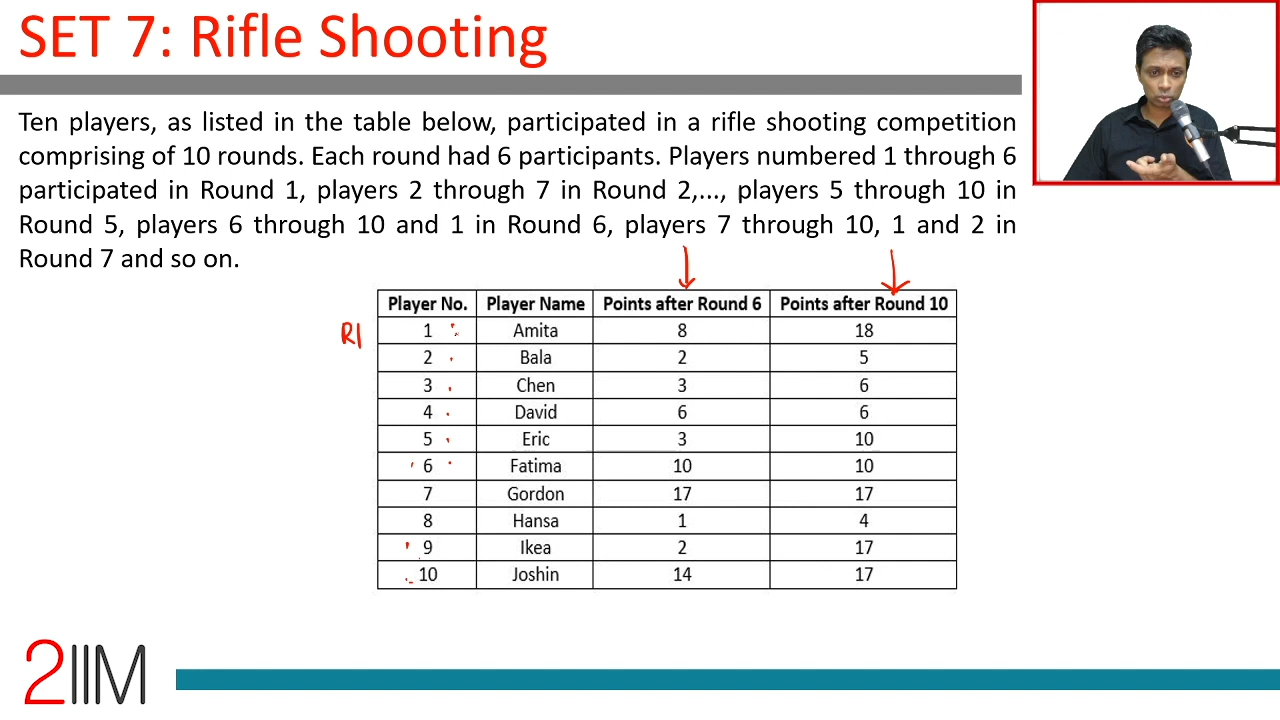 SET 7: Rifle Shooting
Ten players, as listed in the table below, participated in a rifle shooting competition
comprising of 10 rounds. Each round had 6 participants. Players numbered 1 through 6
participated in Round 1, players 2 through 7 in Round 2,..., players 5 through 10 in
Round 5, players 6 through 10 and 1 in Round 6, players 7 through 10, 1 and 2 in
Round 7 and so on.
Player No. Player Name Points after Round 6 Points after Round 10
R1 1 Amita 8 18
2 Bala 2 5
3 Chen 3 6
4 David 6 6
5 Eric 3 10
6 Fatima 10 10
7 Gordon 17 17
8 Hansa 1 4
9 Ikea 2 17
10 Joshin 14 17
2IIM